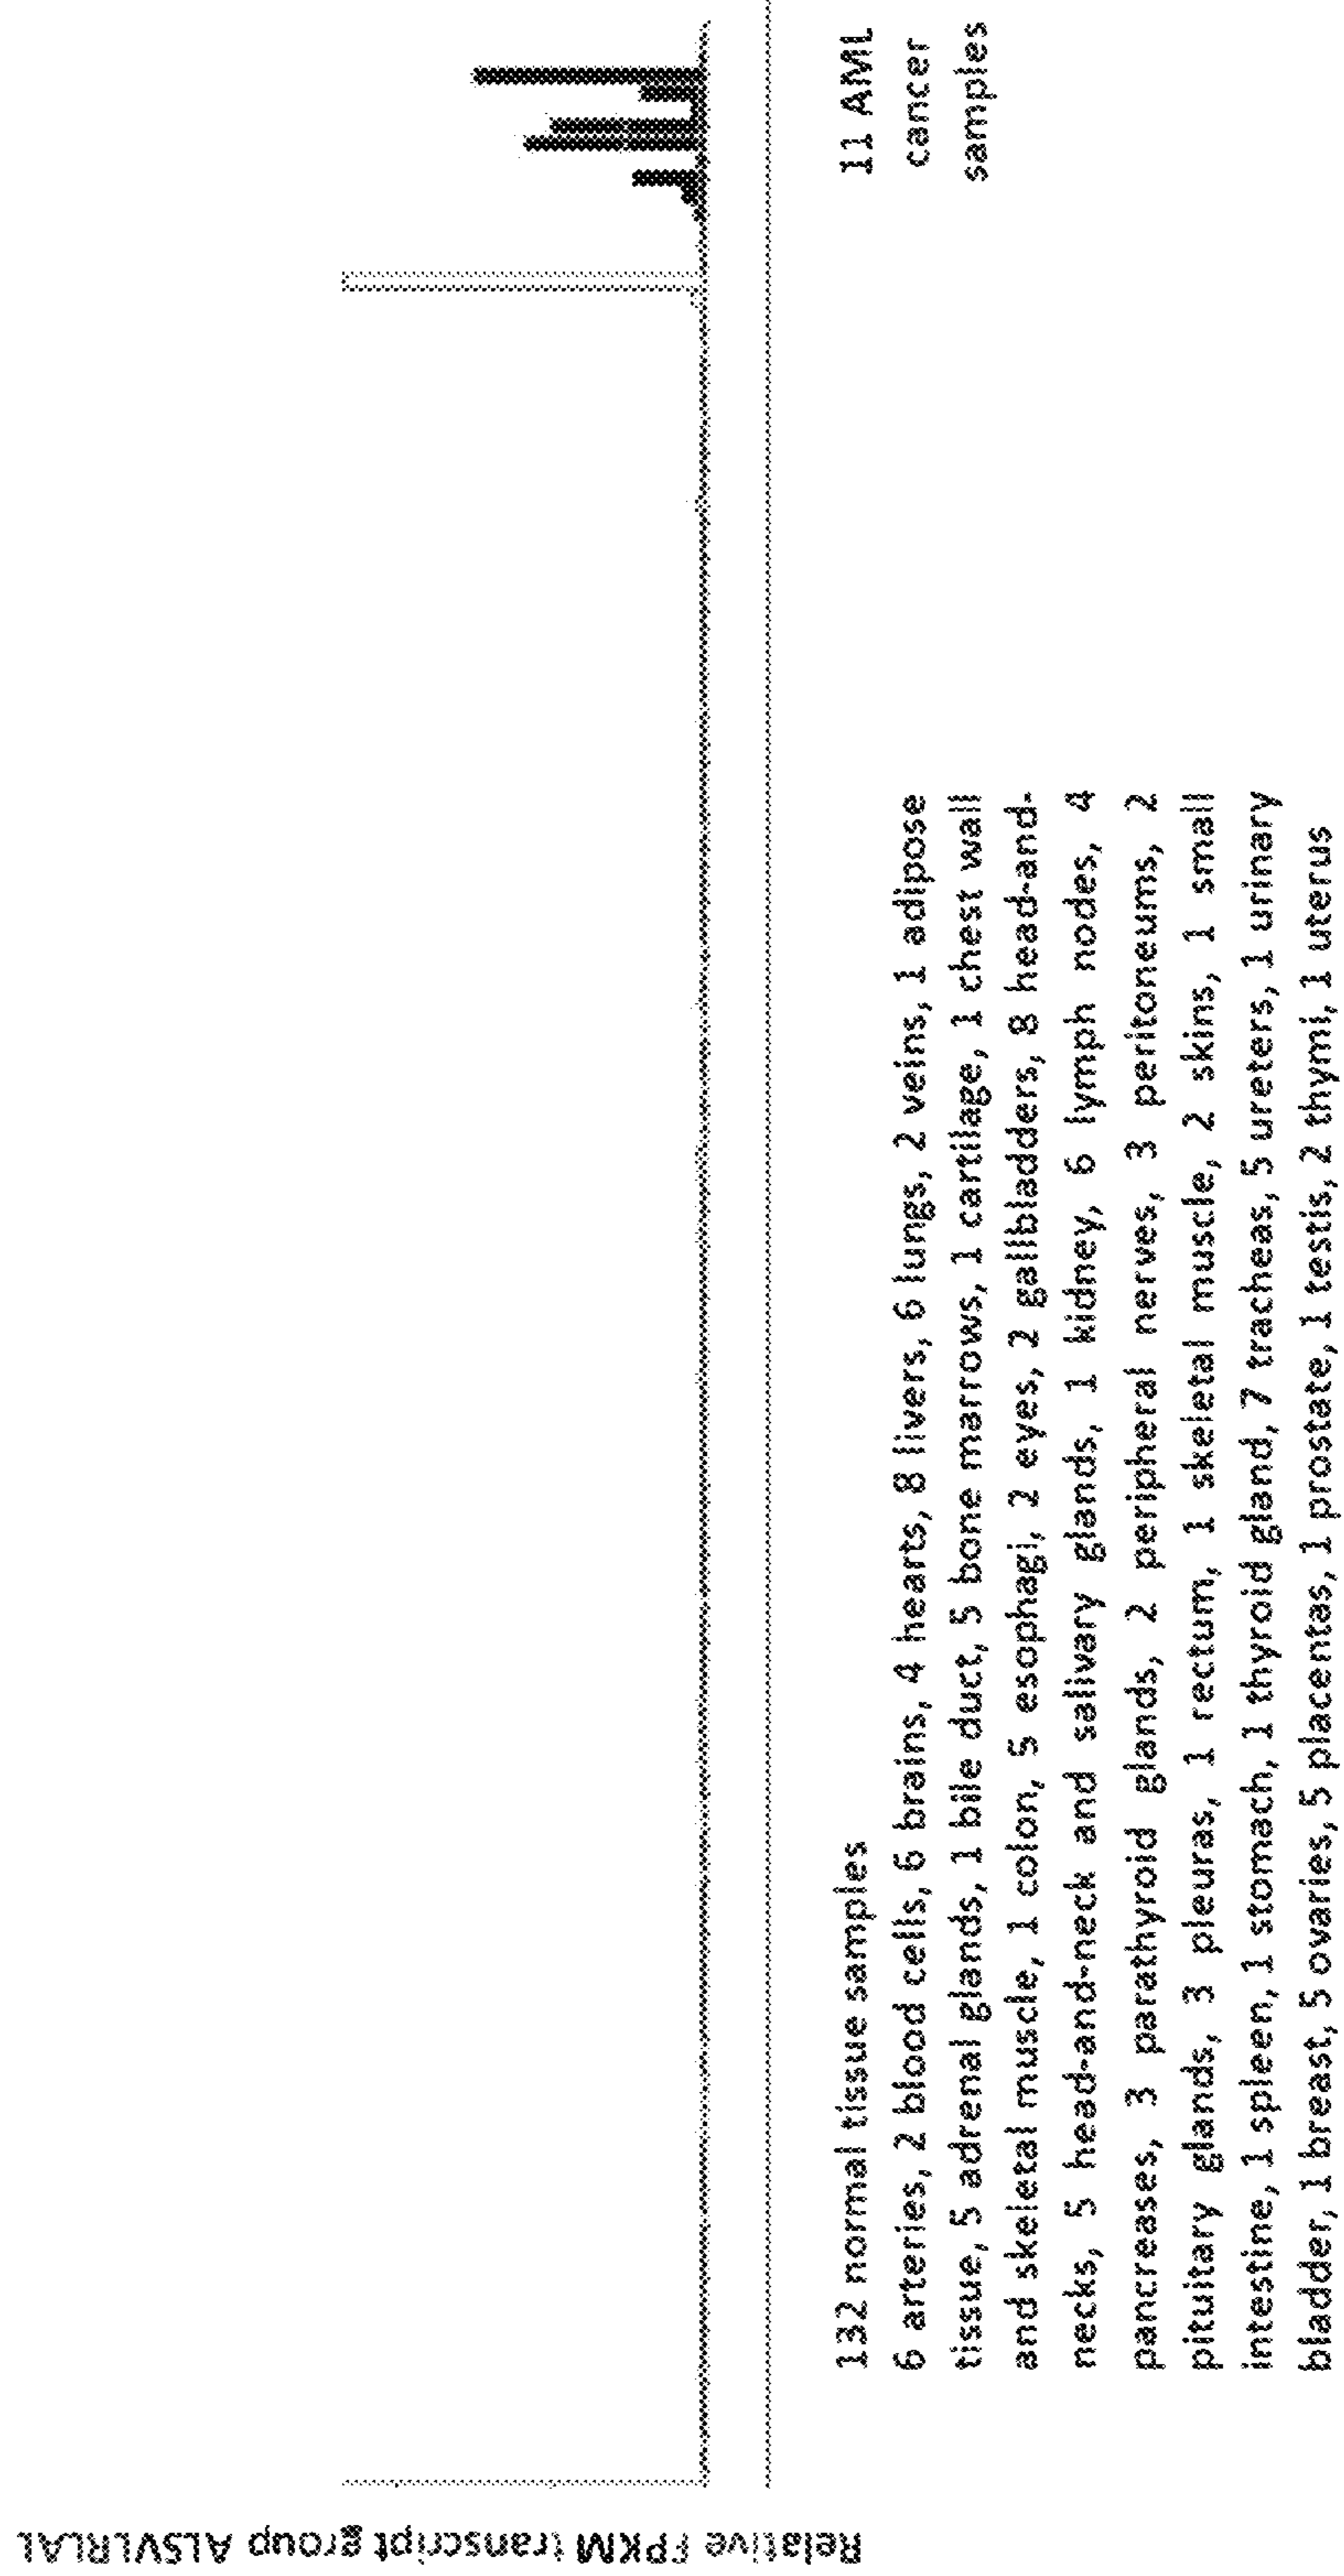 Relative FPKM transcript group ALSVLRLAL
132 normal tissue samples
6 arteries, 2 blood cells, 6 brains, 4 hearts, 8 livers, 6 lungs, 2 veins, 1 adipose
tissue, 5 adrenal glands, 1 bile duct, 5 bone marrows, 1 cartilage, 1 chest wall
and skeletal muscle, 1 colon, 5 esophagi, 2 eyes, 2 gallbladders, 8 head-and-
necks, 5 head-and-neck and salivary glands, 1 kidney, 6 lymph nodes, 4
pancreases, 3 parathyroid glands, 2 peripheral nerves, 3 peritoneums, 2
pituitary glands, 3 pleuras, 1 rectum, 1 skeletal muscle, 2 skins, 1 small
intestine, 1 spleen, 1 stomach, 1 thyroid gland, 7 tracheas, 5 ureters, 1 urinary
bladder, 1 breast, 5 ovaries, 5 placentas, 1 prostate, 1 testis, 2 thymi, 1 uterus
11 AML
cancer
samples